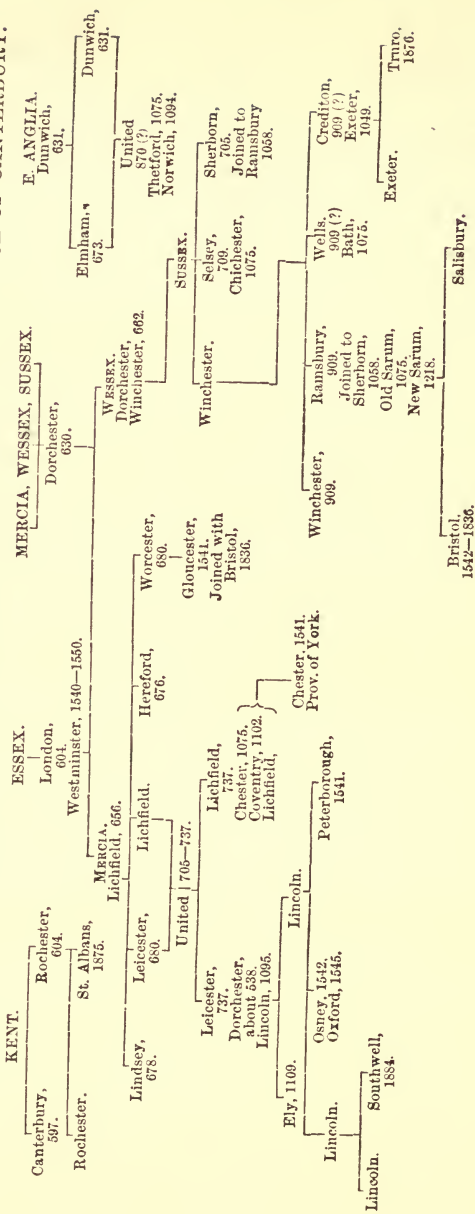 OF CANTERBURY.
KENT.
Canterbury,
597.
Rochester,
604.
Rochester.
St. Albans,
1875.
ESSEX.
London,
604.
Westminster, 1540—1550.
MERCIA, WESSEX, SUSSEX.
Dorchester,
630.
E. ANGLIA.
Dunwich,
631.
Elmham,
673.
Dunwich,
631.
United
870 (?)
Thetford, 1075.
Norwich, 1094.
MERCIA.
Lichfield, 656.
WESSEX.
Dorchester,
Winchester, 662.
SUSSEX.
Lindsey,
678.
Leicester,
680.
Lichfield.
Hereford,
676.
Worcester,
680.
Gloucester,
1541.
Joined with
Bristol,
1836.
United 705—737.
Leicester,
737.
Dorchester,
about 538.
Lincoln, 1095.
Lichfield,
737.
Chester, 1075.
Coventry, 1102.
Lichfield,
Chester, 1541.
Prov. of York.
Winchester.
Selsey,
709.
Chichester,
1075.
Sherborn,
705.
Joined to
Ramsbury
1058.
Ely, 1109.
Lincoln.
Winchester,
909.
Ramsbury,
909.
Joined to
Sherborn,
1058.
Old Sarum,
1075.
New Sarum,
1218.
Wells.
909 (?)
Bath,
1075.
Crediton,
909 (?)
Exeter,
1049.
Lincoln.
Osney, 1542.
Oxford, 1545.
Peterborough,
1541.
Exeter.
Truro,
1876.
Lincoln.
Southwell,
1884.
Bristol,
1542—1836.
Salisbury.